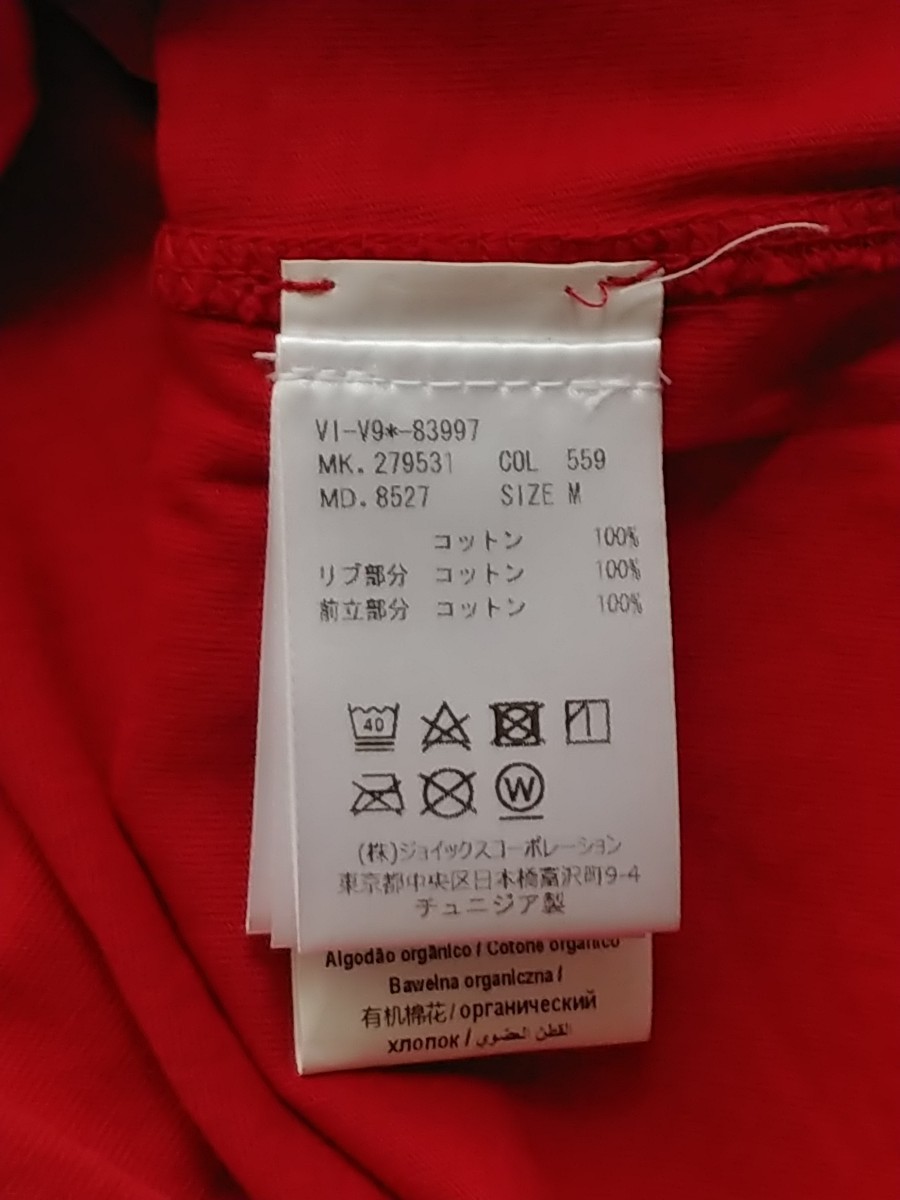 VI-V9*-83997
MK. 279531 COL 559
MD. 8527 SIZE M
コットン 100%
リブ部分 コットン 100%
前立部分 コットン 100%
40
W
(株)ジョイックスコーポレーション
東京都中央区日本橋富沢町9-4
チュニジア製
Algodão orgânico / Cotone organico
Bawełna organiczna /
有机棉花 / органический
хлопок / القطن العضوي